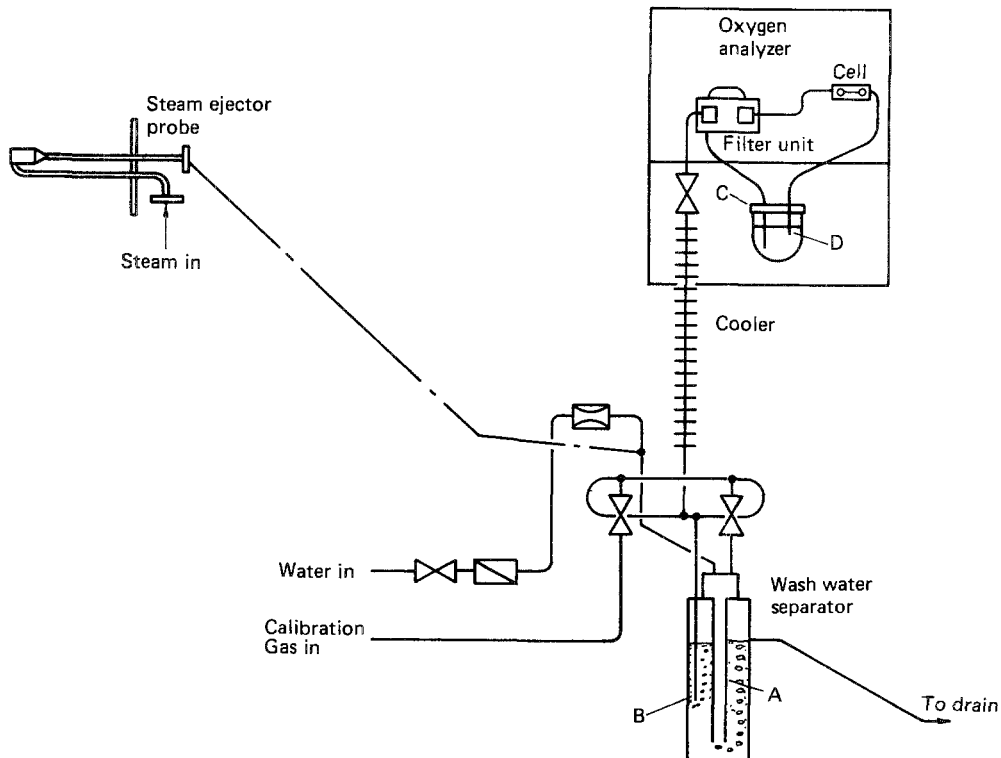 Oxygen
analyzer
Cell
Steam ejector
probe
Filter unit
C
D
Steam in
Cooler
Water in
Wash water
separator
Calibration
Gas in
A
B
To drain